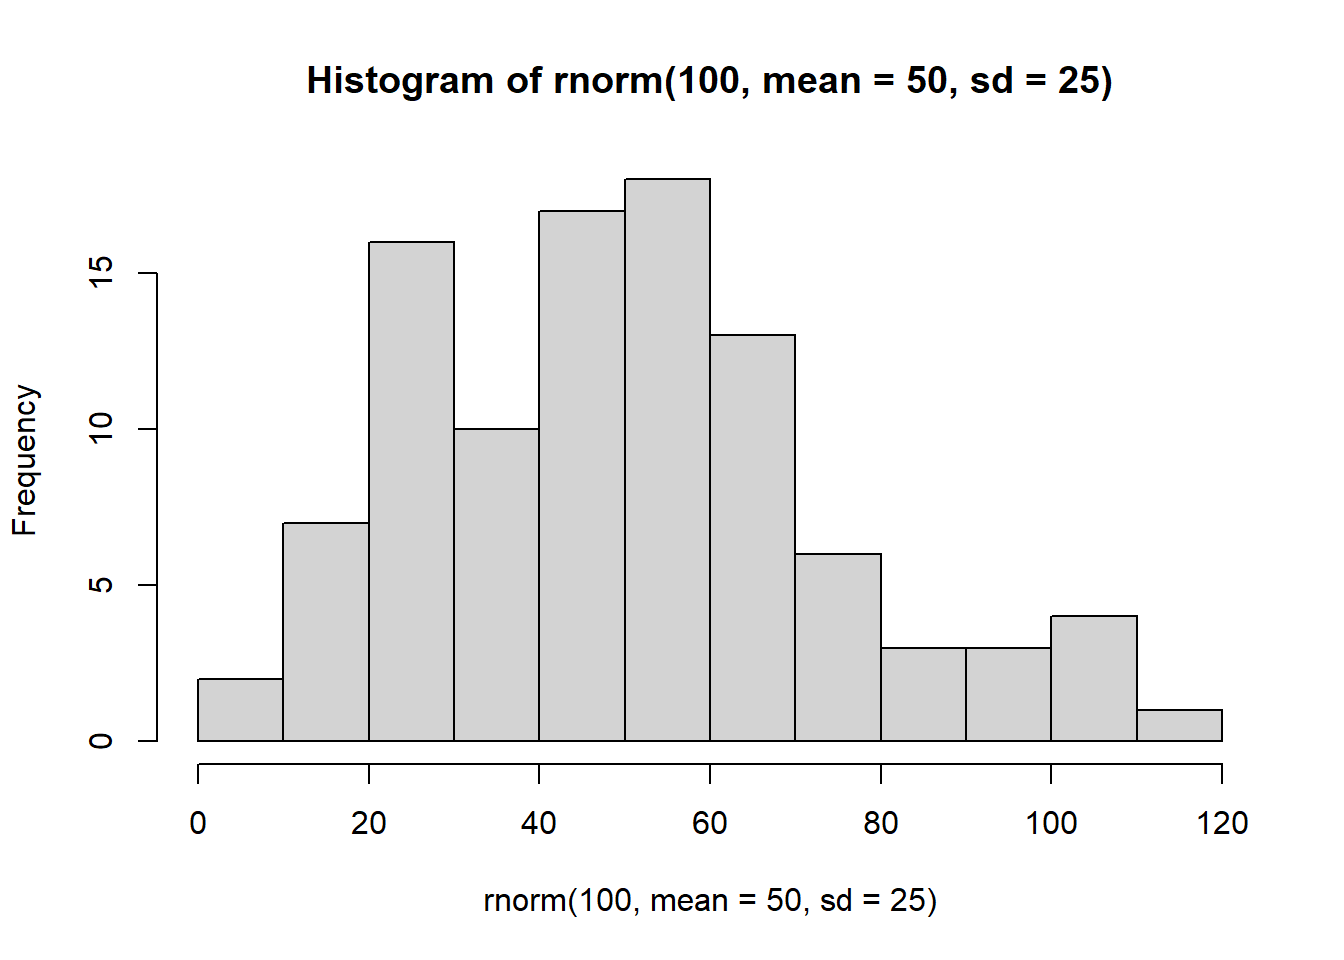 Histogram of rnorm(100, mean = 50, sd = 25)
Frequency
15
10
5
0
0 20 40 60 80 100 120
rnorm(100, mean = 50, sd = 25)